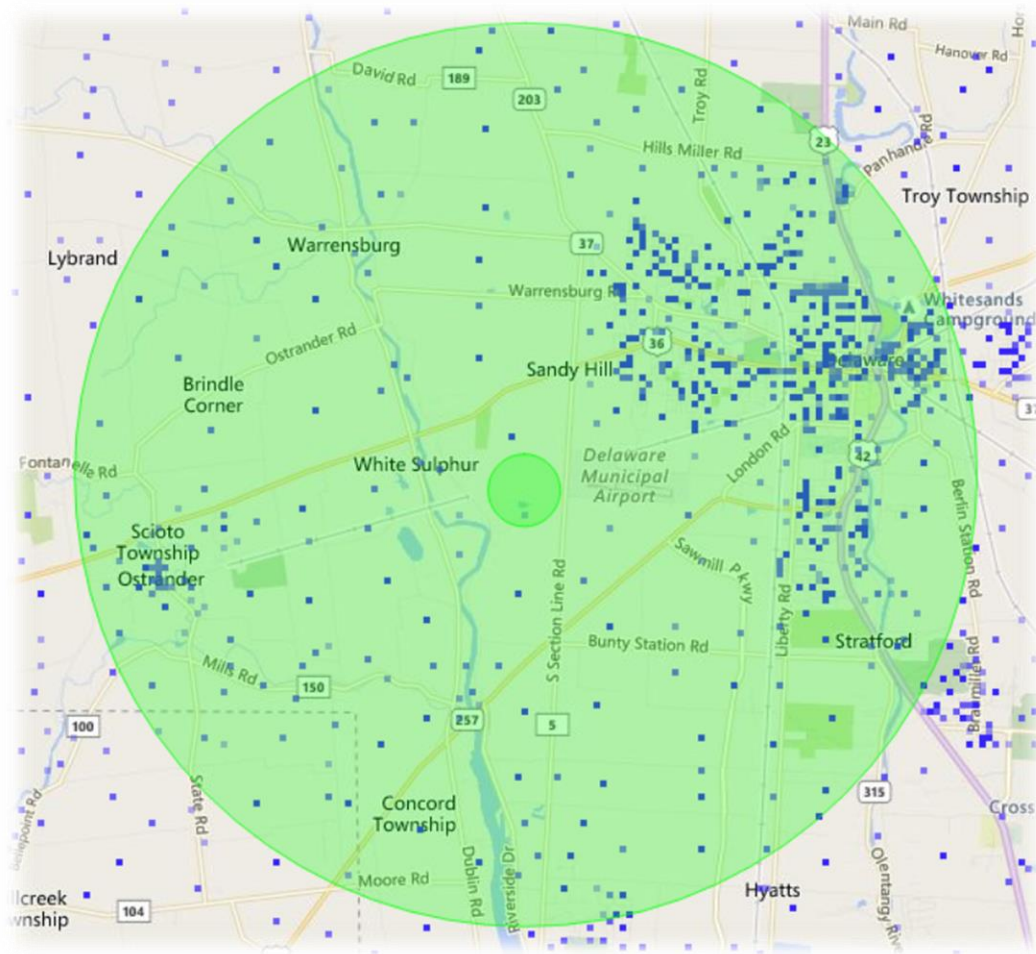 Main Rd
Hanover Rd
David Rd
189
203
Troy Rd
Hills Miller Rd
23
Panhandle Rd
Troy Township
Lybrand
Warrensburg
37
Warrensburg
Whitesands
Campground
36
Ostrander Rd
Sandy Hill
Delaware
Brindle
Corner
Fontanelle Rd
White Sulphur
Delaware
Municipal
Airport
London Rd
42
Berlin Station Rd
Scioto
Township
Ostrander
Sawmill Pkwy
S Section Line Rd
Liberty Rd
Bunty Station Rd
Stratford
Mills Rd
150
Braumiller Rd
100
257
5
State Rd
315
Concord
Township
Cross
Dublin Rd
Riverside Dr
Moore Rd
Hyatts
Olentangy
104